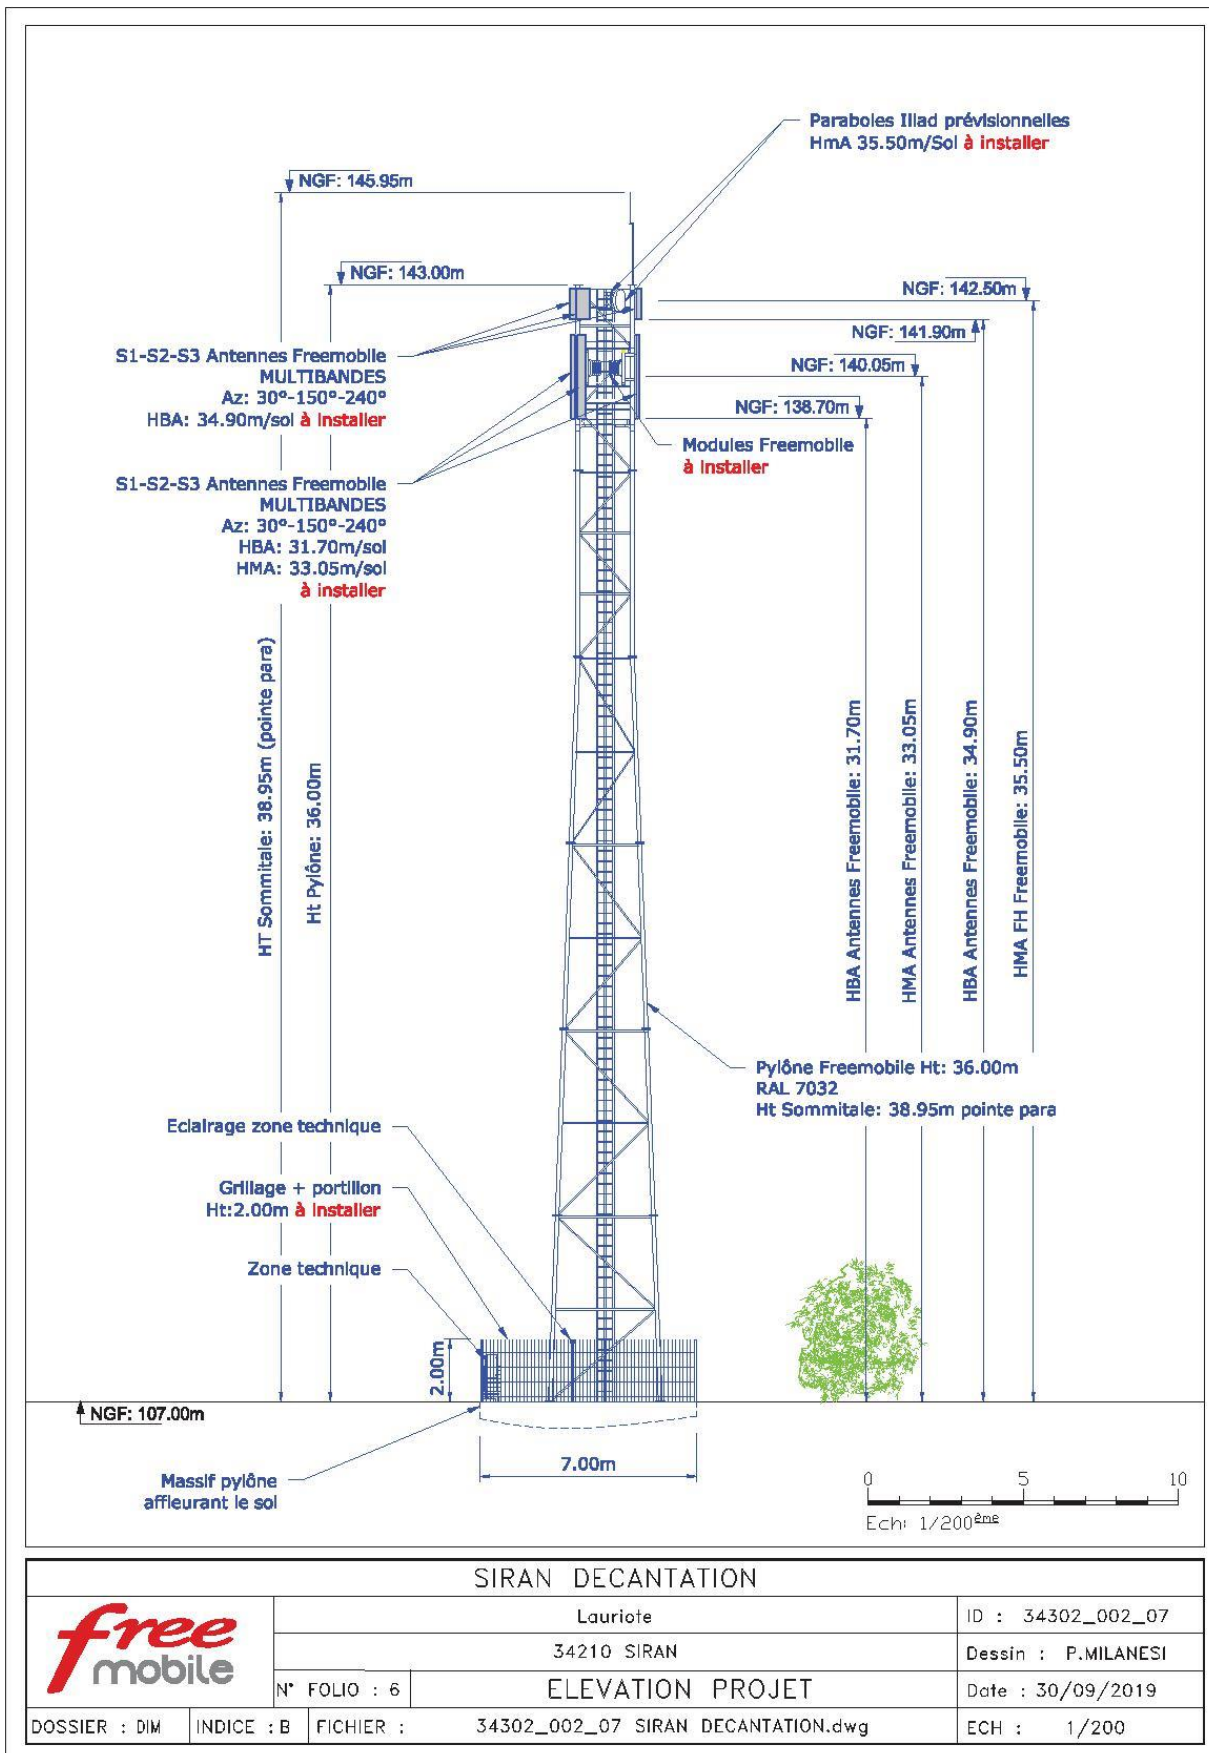 Paraboles Iliad prévisionnelles
HmA 35.50m/Sol à installer
NGF: 145.95m
NGF: 143.00m
NGF: 142.50m
NGF: 141.90m
NGF: 140.05m
NGF: 138.70m
S1-S2-S3 Antennes Freemobile
MULTIBANDES
Az: 30°-150°-240°
HBA: 34.90m/sol à installer
Modules Freemobile
à installer
S1-S2-S3 Antennes Freemobile
MULTIBANDES
Az: 30°-150°-240°
HBA: 31.70m/sol
HMA: 33.05m/sol
à installer
HT Sommitale: 38.95m (pointe para)
Ht Pylône: 36.00m
HBA Antennes Freemobile: 31.70m
HMA Antennes Freemobile: 33.05m
HBA Antennes Freemobile: 34.90m
HMA FH Freemobile: 35.50m
Pylône Freemobile Ht: 36.00m
RAL 7032
Ht Sommitale: 38.95m pointe para
Eclairage zone technique
Grillage + portillon
Ht:2.00m à installer
Zone technique
2.00m
NGF: 107.00m
7.00m
Massif pylône
affleurant le sol
0 5 10
Ech: 1/200ème
SIRAN DECANTATION
free
mobile
Lauriote
ID : 34302_002_07
34210 SIRAN
Dessin : P.MILANESI
N° FOLIO : 6
ELEVATION PROJET
Date : 30/09/2019
DOSSIER : DIM
INDICE : B
FICHIER :
34302_002_07 SIRAN DECANTATION.dwg
ECH : 1/200